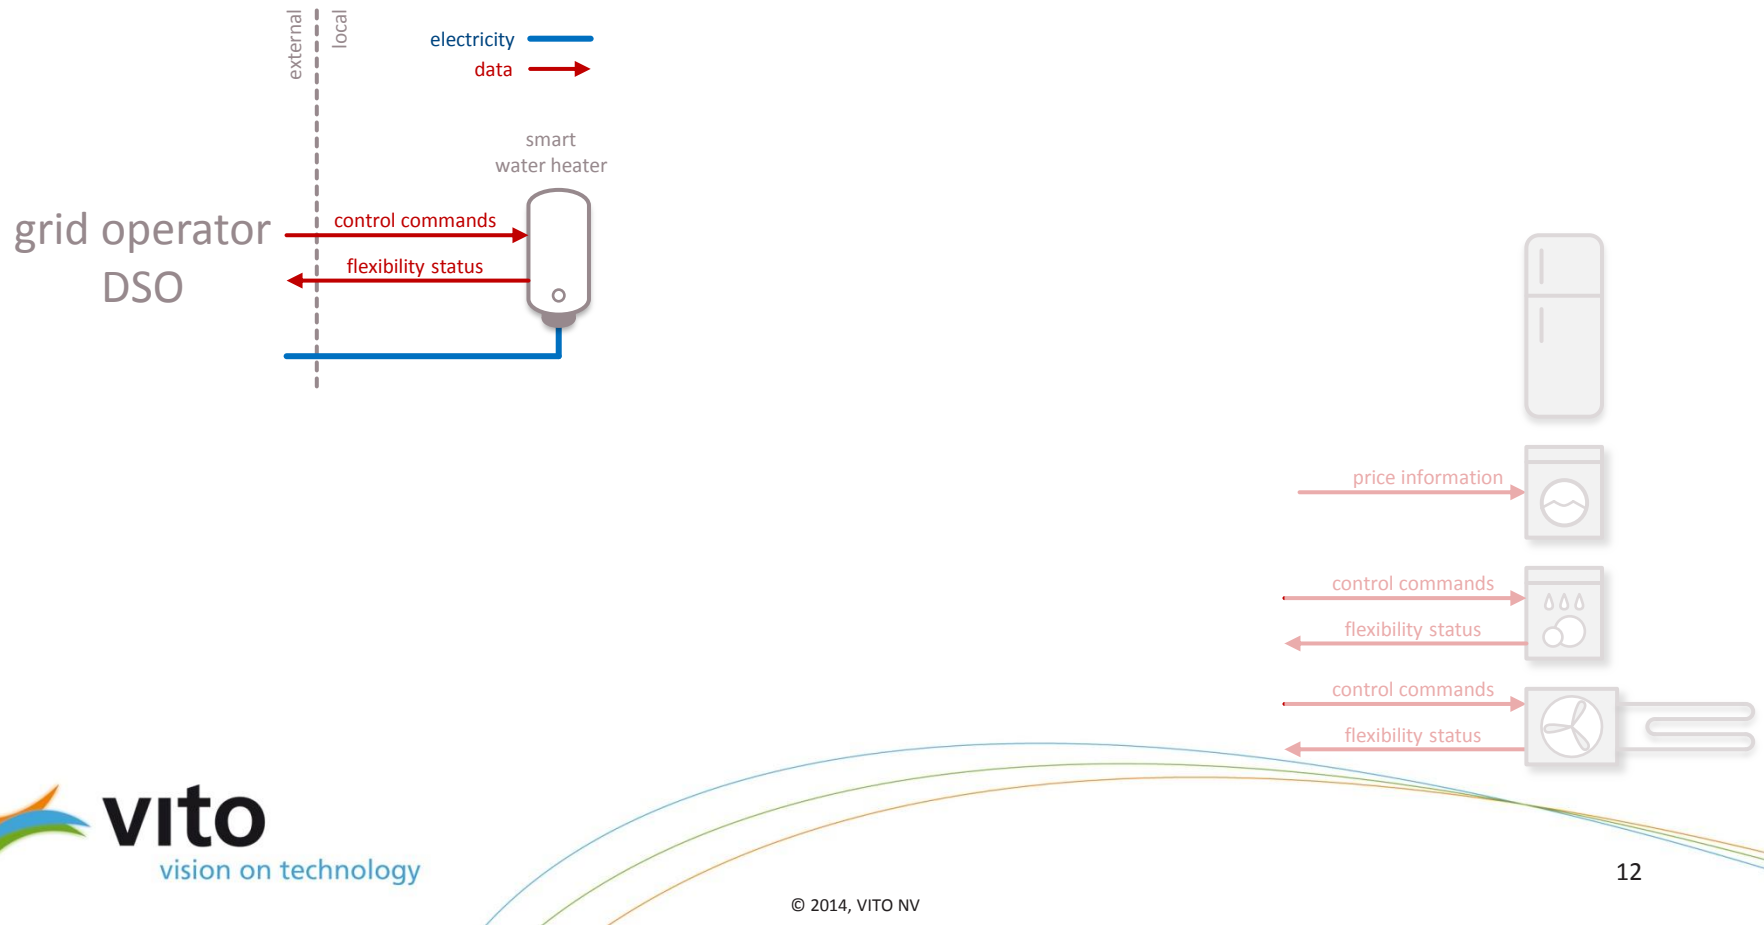 external
local
electricity
data
smart
water heater
grid operator
DSO
control commands
flexibility status
price information
control commands
flexibility status
control commands
flexibility status
vito
vision on technology
12
© 2014, VITO NV